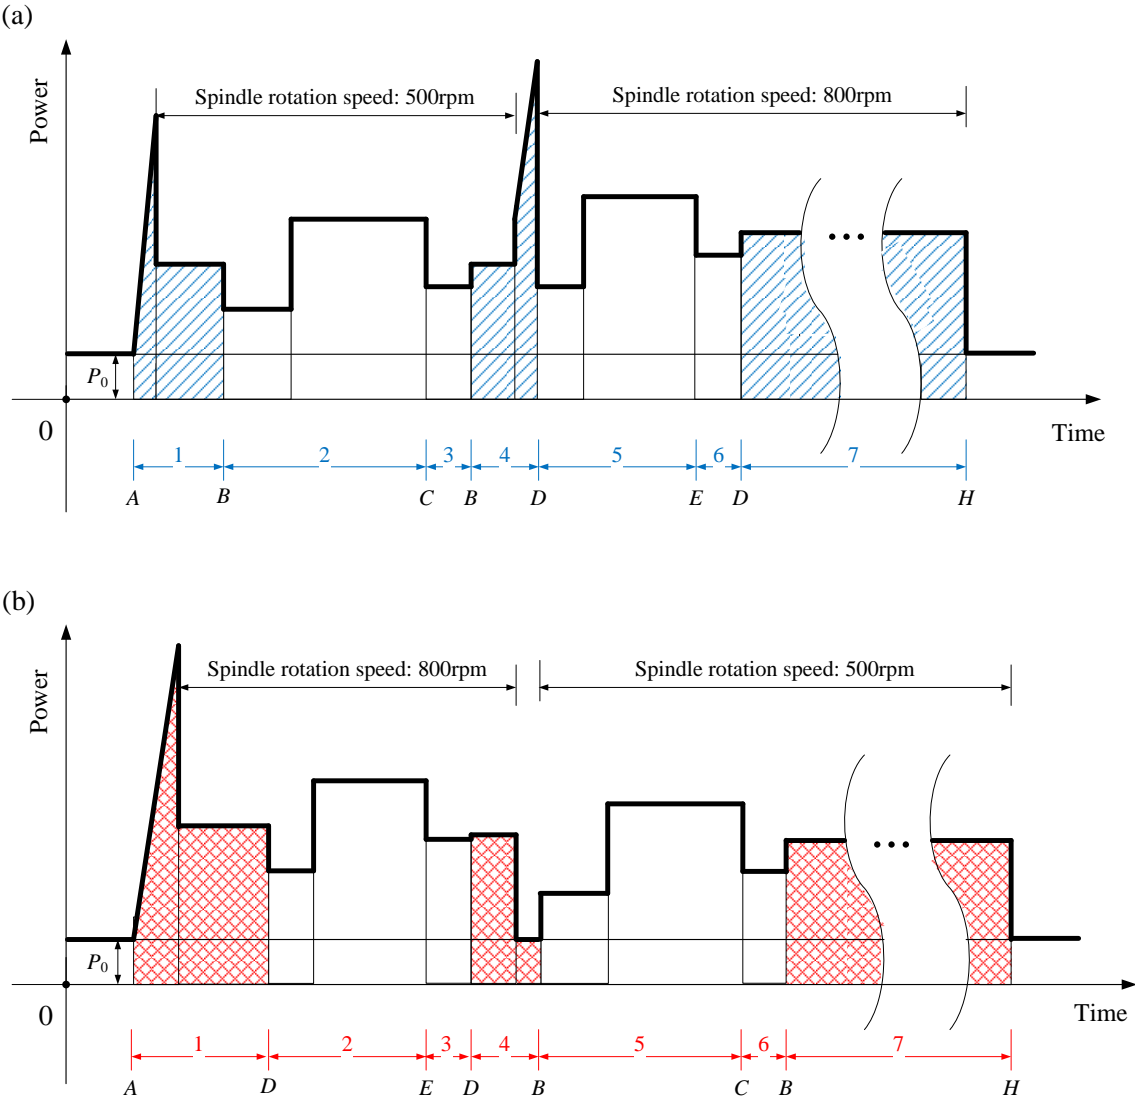 (a)
Power
Spindle rotation speed: 500rpm
Spindle rotation speed: 800rpm
P0
0
Time
1 2 3 4 5 6 7
A B C B D E D H
(b)
Power
Spindle rotation speed: 800rpm
Spindle rotation speed: 500rpm
P0
0
Time
1 2 3 4 5 6 7
A D E D B C B H